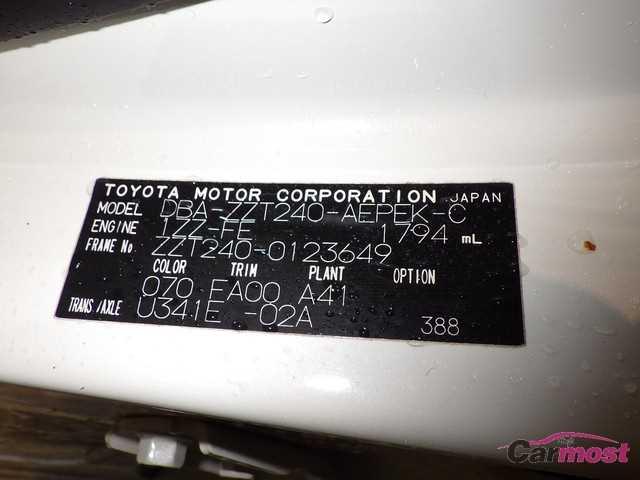 TOYOTA MOTOR CORPORATION JAPAN
MODEL DBA-ZZT240-AEPEK-C
ENGINE 1ZZ-FE 1794 mL
FRAME No. ZZT240-0123649
COLOR TRIM PLANT OPTION
070 EA00 A41
TRANS/AXLE U341E -02A
388
Carmost